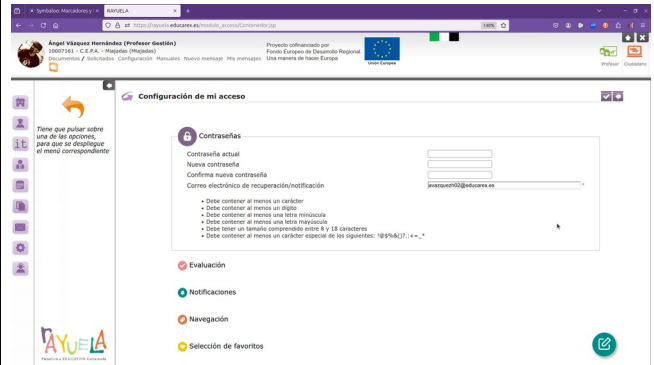 Symbaloo: Marcadores y
RAYUELA
https://rayuela.educarex.es/modulo_acceso/Contenedor.jsp
140%
Ángel Vázquez Hernández (Profesor Gestión)
10007161 - C.E.P.A. - Miajadas (Miajadas)
Documentos / Solicitados Configuración Manuales Nuevo mensaje Mis mensajes
Proyecto cofinanciado por
Fondo Europeo de Desarrollo Regional
Una manera de hacer Europa
Unión Europea
Profesor Ciudadano
Configuración de mi acceso
Tiene que pulsar sobre
una de las opciones,
para que se despliegue
el menú correspondiente
it
Contraseñas
Contraseña actual
Nueva contraseña
Confirma nueva contraseña
Correo electrónico de recuperación/notificación
javazquezh02@educarex.es *
• Debe contener al menos un carácter
• Debe contener al menos un dígito
• Debe contener al menos una letra minúscula
• Debe contener al menos una letra mayúscula
• Debe tener un tamaño comprendido entre 8 y 18 caracteres
• Debe contener al menos un carácter especial de los siguientes: !@$%&()?.:+=_*
Evaluación
Notificaciones
Navegación
Selección de favoritos
RAYUELA
Plataforma EDUCATIVA Extremeña